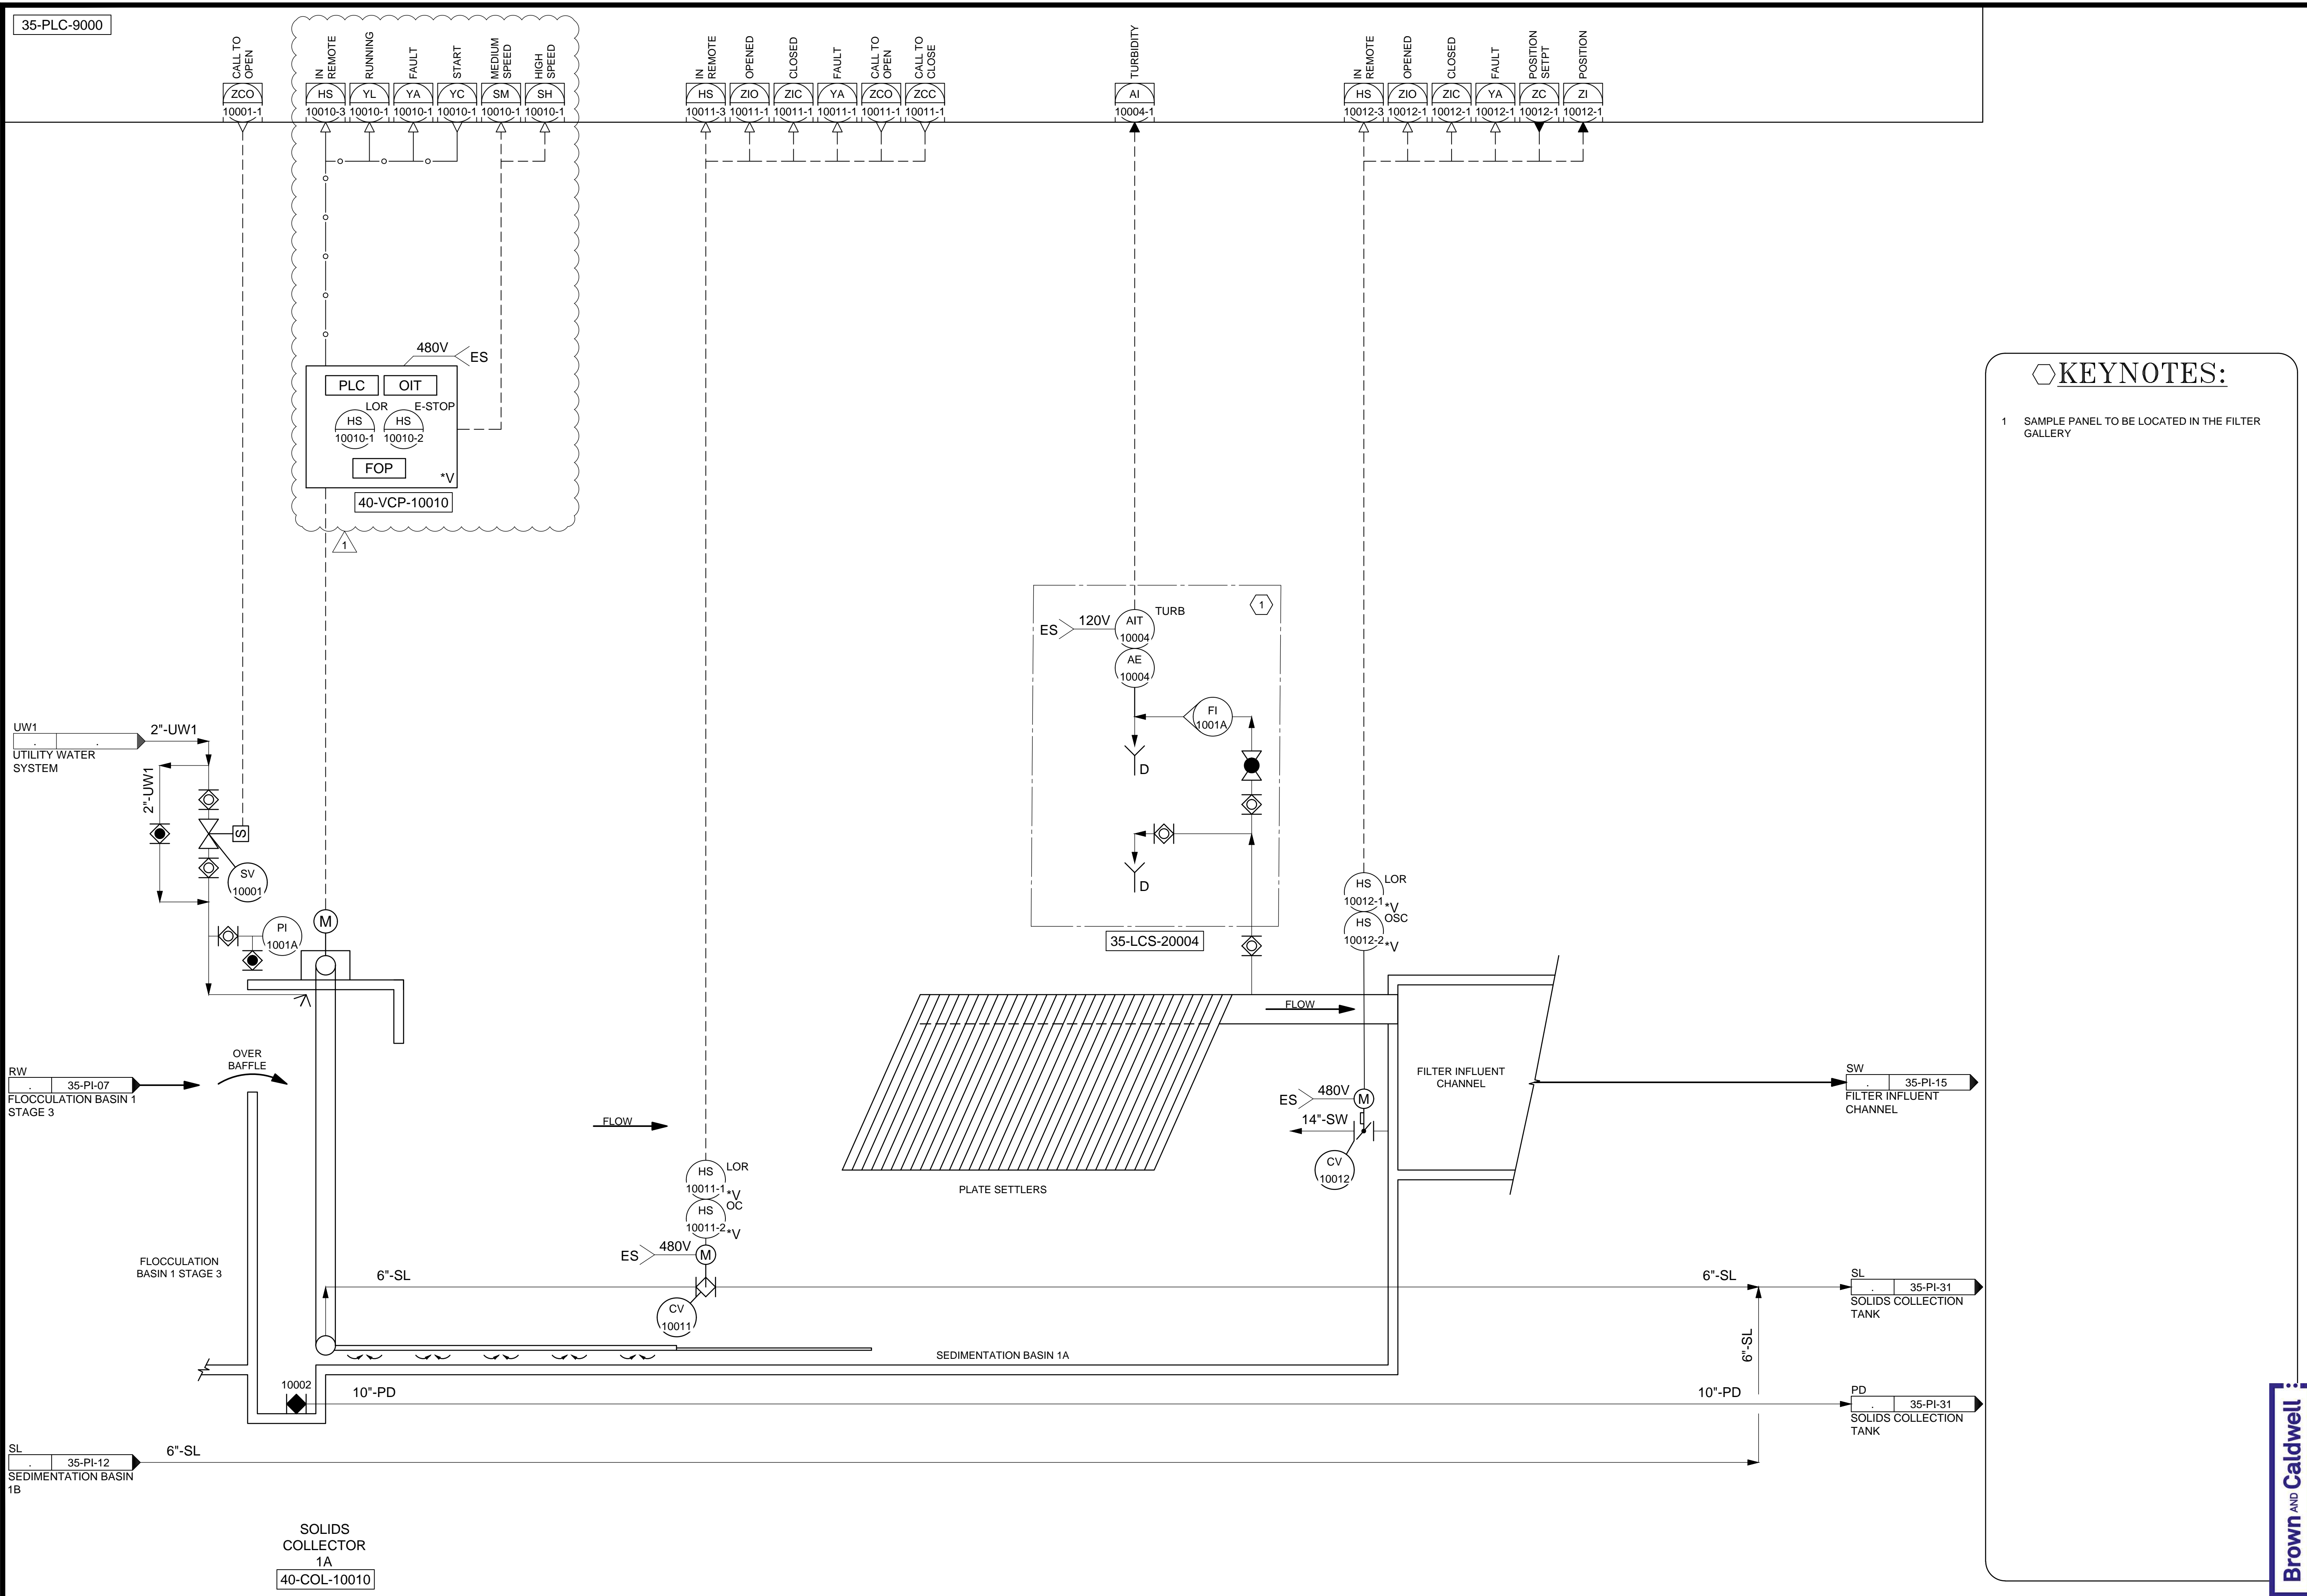 35-PLC-9000
CALL TO
OPEN
IN
REMOTE
RUNNING
FAULT
START
MEDIUM
SPEED
HIGH
SPEED
IN
REMOTE
OPENED
CLOSED
FAULT
CALL TO
OPEN
CALL TO
CLOSE
TURBIDITY
IN
REMOTE
OPENED
CLOSED
FAULT
POSITION
SETPT
POSITION
ZCO
10001-1
HS
10010-3
YL
10010-1
YA
10010-1
YC
10010-1
SM
10010-1
SH
10010-1
HS
10011-3
ZIO
10011-1
ZIC
10011-1
YA
10011-1
ZCO
10011-1
ZCC
10011-1
AI
10004-1
HS
10012-3
ZIO
10012-1
ZIC
10012-1
YA
10012-1
ZC
10012-1
ZI
10012-1
480V
ES
PLC
OIT
LOR
E-STOP
HS
10010-1
HS
10010-2
FOP
*V
40-VCP-10010
1
KEYNOTES:
1 SAMPLE PANEL TO BE LOCATED IN THE FILTER
GALLERY
1
ES
120V
AIT
10004
TURB
AE
10004
FI
1001A
D
D
35-LCS-20004
UW1
. .
UTILITY WATER
SYSTEM
2"-UW1
2"-UW1
S
SV
10001
PI
1001A
M
HS
10012-1
LOR
*V
HS
10012-2
OSC
*V
FLOW
OVER
BAFFLE
RW
. 35-PI-07
FLOCCULATION BASIN 1
STAGE 3
FLOW
ES
480V
M
14"-SW
CV
10012
FILTER INFLUENT
CHANNEL
SW
. 35-PI-15
FILTER INFLUENT
CHANNEL
PLATE SETTLERS
HS
10011-1
LOR
*V
HS
10011-2
OC
*V
ES
480V
M
CV
10011
FLOCCULATION
BASIN 1 STAGE 3
6"-SL
6"-SL
SL
. 35-PI-31
SOLIDS COLLECTION
TANK
6"-SL
SEDIMENTATION BASIN 1A
10002
10"-PD
10"-PD
PD
. 35-PI-31
SOLIDS COLLECTION
TANK
SL
. 35-PI-12
SEDIMENTATION BASIN
1B
6"-SL
SOLIDS
COLLECTOR
1A
40-COL-10010
Brown AND Caldwell